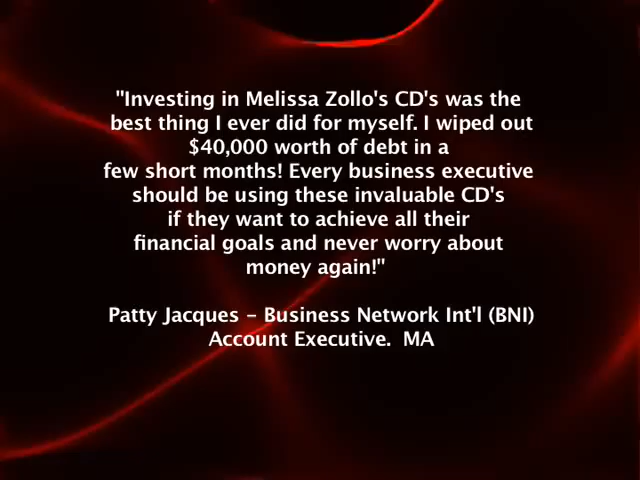 "Investing in Melissa Zollo's CD's was the
best thing I ever did for myself. I wiped out
$40,000 worth of debt in a
few short months! Every business executive
should be using these invaluable CD's
if they want to achieve all their
financial goals and never worry about
money again!"
Patty Jacques - Business Network Int'l (BNI)
Account Executive.  MA